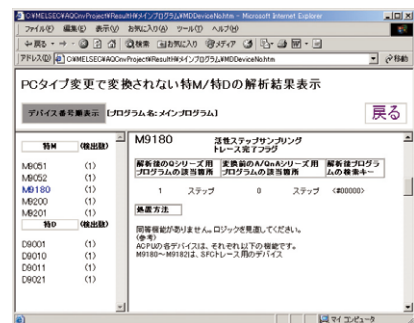 C:¥MELSEC¥AQCnvProject¥Result¥メインプログラム¥MDDeviceNo.htm - Microsoft Internet Explorer
ファイル(F) 編集(E) 表示(V) お気に入り(A) ツール(T) ヘルプ(H)
戻る 検索 お気に入り メディア
アドレス(D) C:¥MELSEC¥AQCnvProject¥Result¥メインプログラム¥MDDeviceNo.htm 移動
PCタイプ変更で変換されない特M/特Dの解析結果表示
デバイス番号順表示 [プログラム名:メインプログラム] 戻る
特M (検出数)
M9051 (1)
M9052 (1)
M9180 (1)
M9200 (1)
M9201 (1)
特D (検出数)
D9001 (1)
D9010 (1)
D9011 (1)
D9021 (1)
M9180 活性ステップサンプリング
トレース完了フラグ
解析後のQシリーズ用 変換前のA/QnAシリーズ用 解析後プログラ
プログラムの該当箇所 プログラムの該当箇所 ムの検索キー
1 ステップ 0 ステップ <#00000>
処置方法
同等機能がありません。ロジックを見直してください。
(参考)
ACPUの各デバイスは、それぞれ以下の機能です。
M9180~M9182は、SFCトレース用のデバイス
マイ コンピュータ